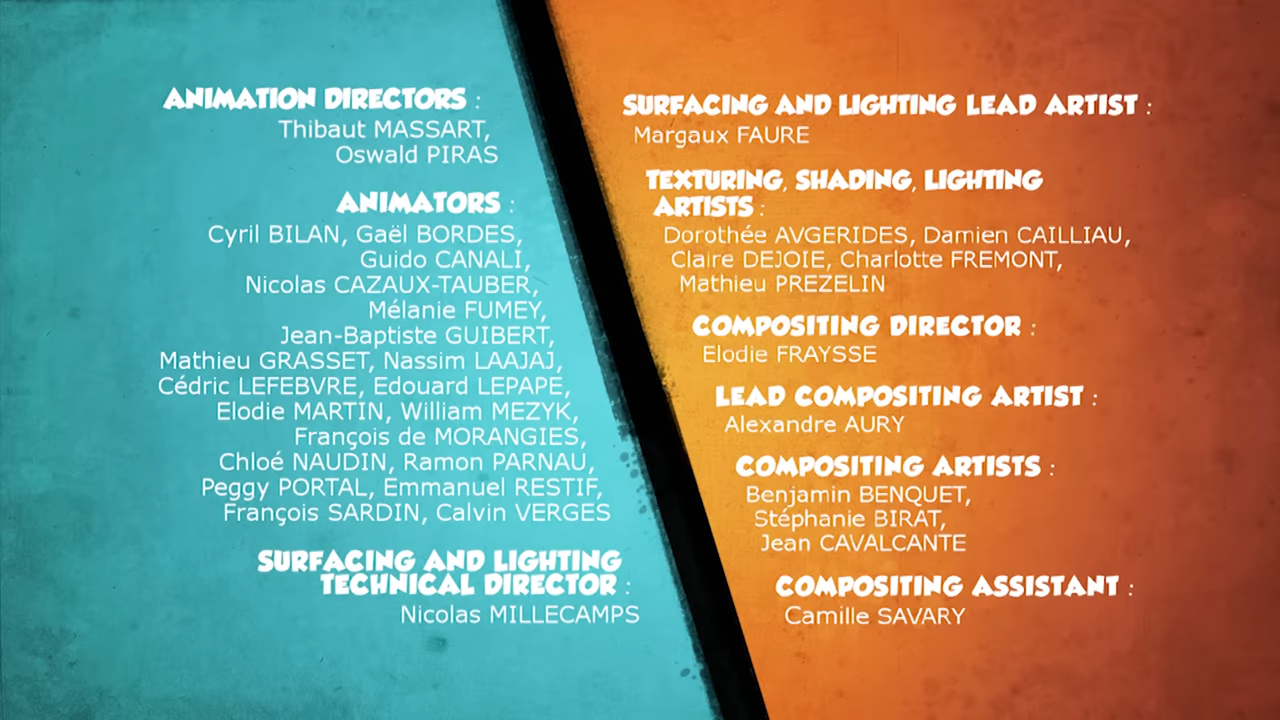 ANIMATION DIRECTORS :
Thibaut MASSART,
Oswald PIRAS
ANIMATORS :
Cyril BILAN, Gaël BORDES,
Guido CANALI,
Nicolas CAZAUX-TAUBER,
Mélanie FUMEY,
Jean-Baptiste GUIBERT,
Mathieu GRASSET, Nassim LAAJAJ,
Cédric LEFEBVRE, Edouard LEPAPE,
Elodie MARTIN, William MEZYK,
François de MORANGIES,
Chloé NAUDIN, Ramon PARNAU,
Peggy PORTAL, Emmanuel RESTIF,
François SARDIN, Calvin VERGES
SURFACING AND LIGHTING
TECHNICAL DIRECTOR :
Nicolas MILLECAMPS
SURFACING AND LIGHTING LEAD ARTIST :
Margaux FAURE
TEXTURING, SHADING, LIGHTING
ARTISTS :
Dorothée AVGERIDES, Damien CAILLIAU,
Claire DEJOIE, Charlotte FREMONT,
Mathieu PREZELIN
COMPOSITING DIRECTOR :
Elodie FRAYSSE
LEAD COMPOSITING ARTIST :
Alexandre AURY
COMPOSITING ARTISTS :
Benjamin BENQUET,
Stéphanie BIRAT,
Jean CAVALCANTE
COMPOSITING ASSISTANT :
Camille SAVARY